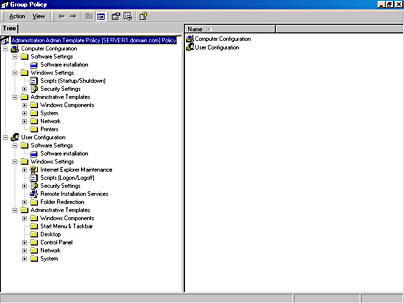 Group Policy
Action View
Tree
Name
Administration Admin Template Policy [SERVER1.domain.com] Policy
Computer Configuration
Software Settings
Software installation
Windows Settings
Scripts (Startup/Shutdown)
Security Settings
Administrative Templates
Windows Components
System
Network
Printers
User Configuration
Software Settings
Software installation
Windows Settings
Internet Explorer Maintenance
Scripts (Logon/Logoff)
Security Settings
Remote Installation Services
Folder Redirection
Administrative Templates
Windows Components
Start Menu & Taskbar
Desktop
Control Panel
Network
System
Computer Configuration
User Configuration